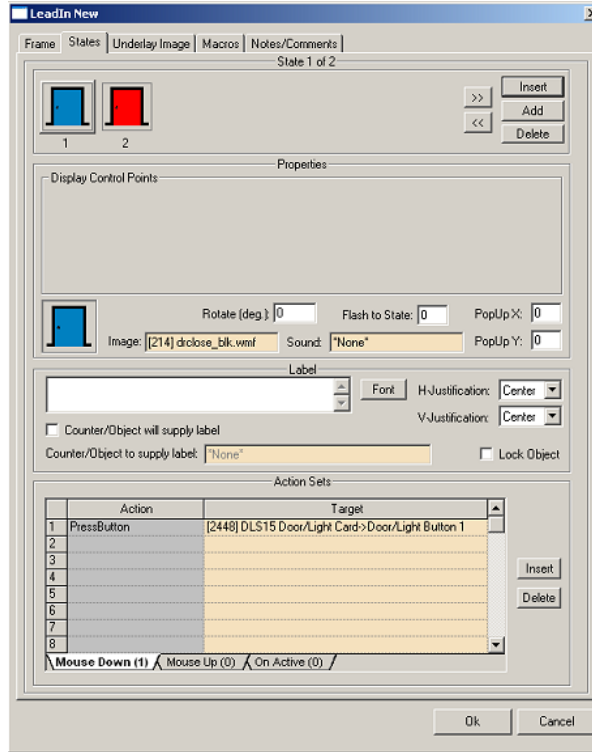 LeadIn New
Frame States Underlay Image Macros Notes/Comments
State 1 of 2
>> Insert
<< Add
Delete
1 2
Properties
Display Control Points
Rotate (deg.): 0 Flash to State: 0 PopUp X: 0
Image: [214] drclose_blk.wmf Sound: "None" PopUp Y: 0
Label
Font H-Justification: Center
V-Justification: Center
Counter/Object will supply label
Counter/Object to supply label: "None" Lock Object
Action Sets
Action Target
1 PressButton [2448] DLS15 Door/Light Card->Door/Light Button 1
2
3
4 Insert
5 Delete
6
7
8
Mouse Down (1) Mouse Up (0) On Active (0)
Ok Cancel